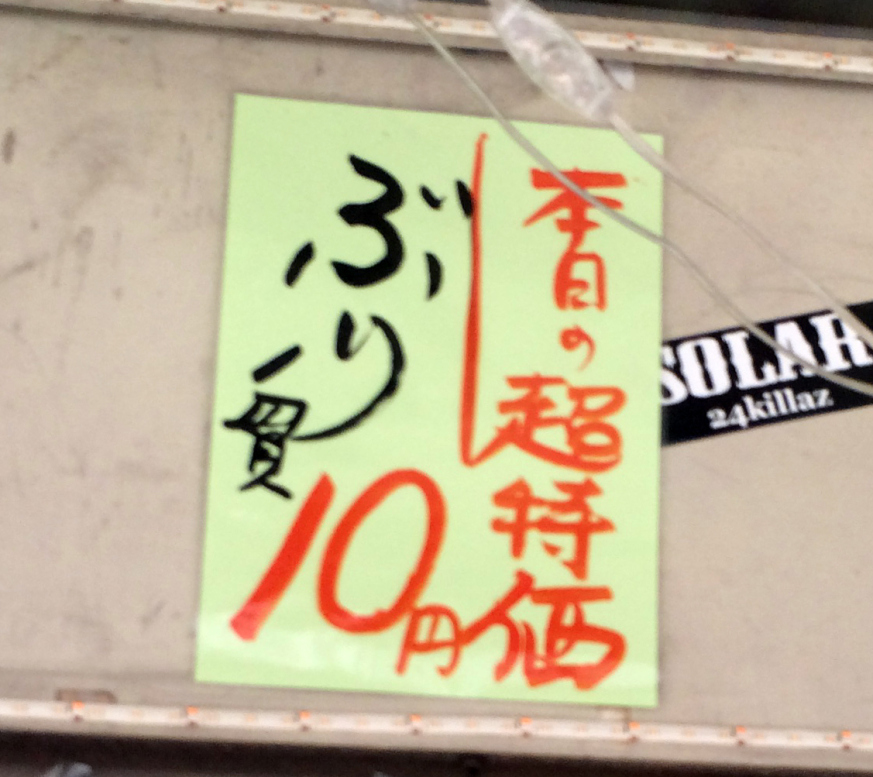 本日の超特価
ぶり
一貫
10円
SOLAR
24killaz